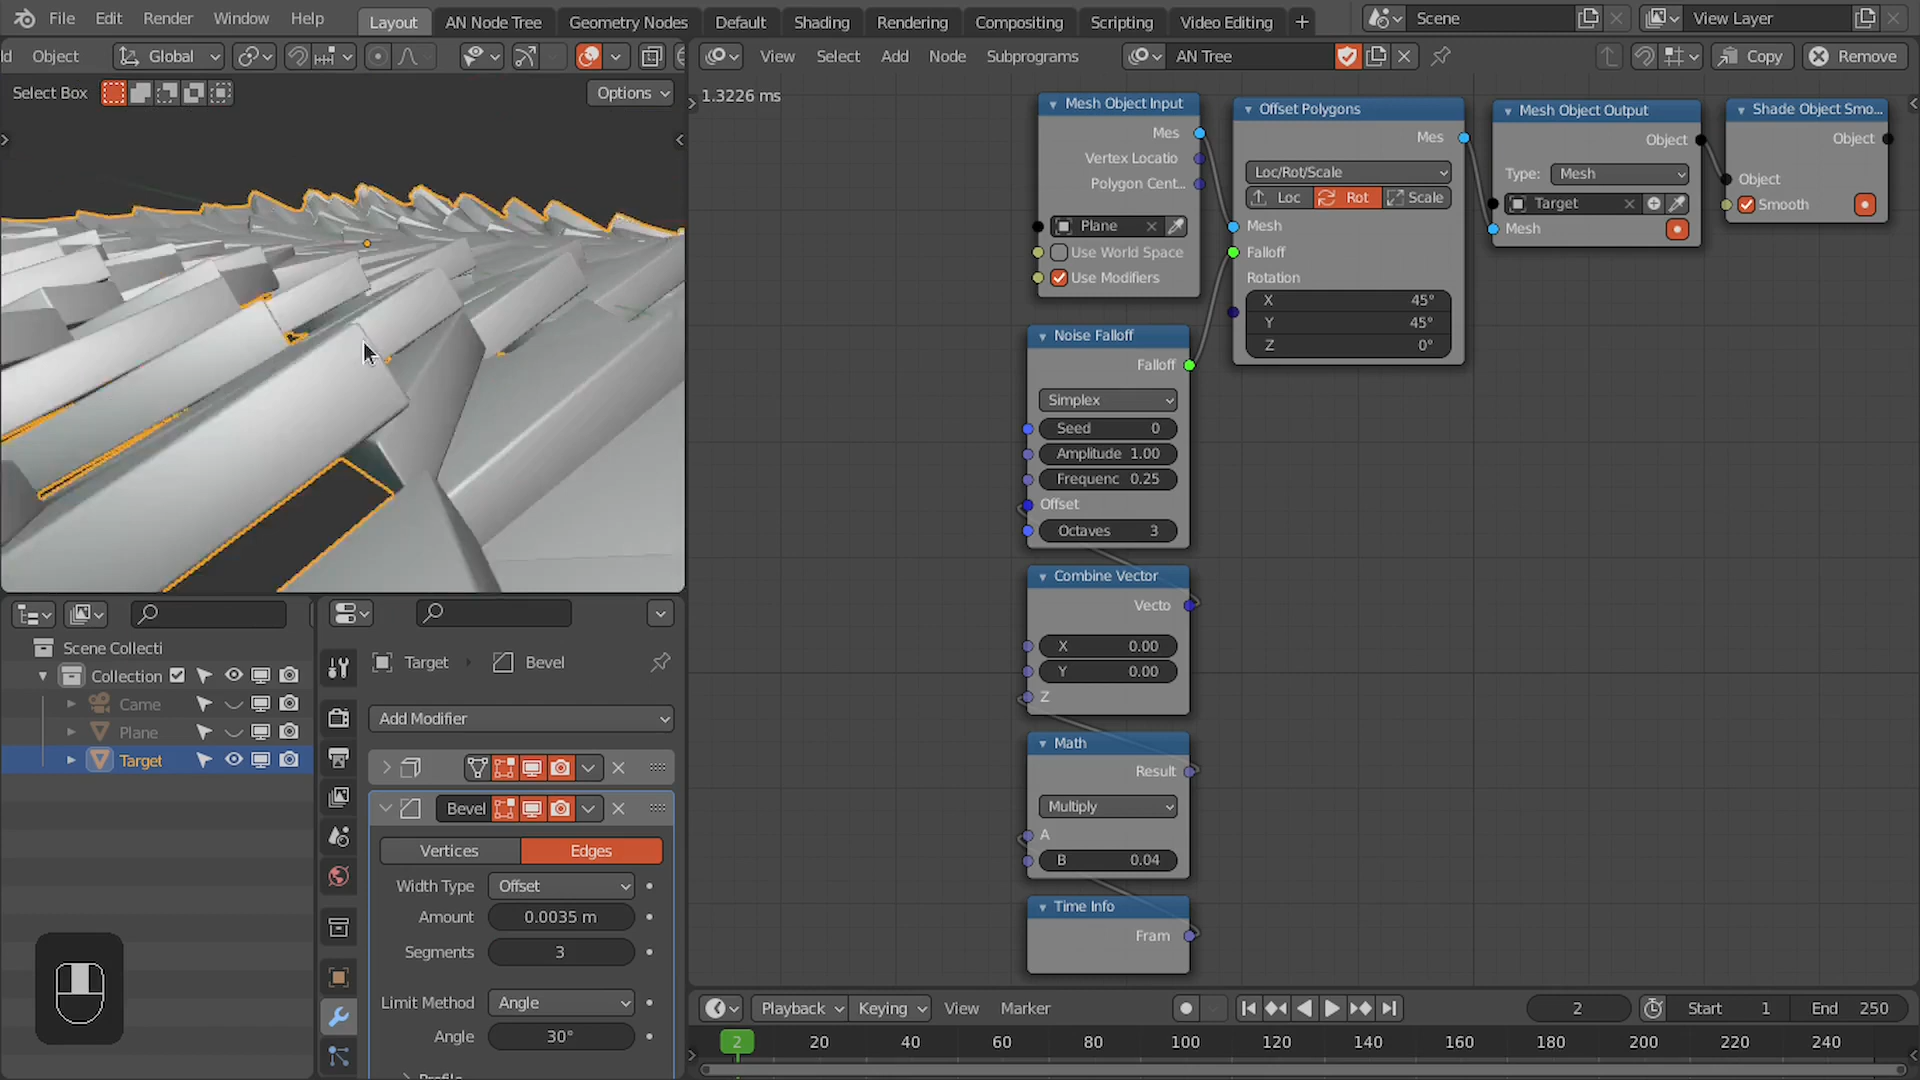 File Edit Render Window Help Layout AN Node Tree Geometry Nodes Default Shading Rendering Compositing Scripting Video Editing + Scene View Layer
Object Global View Select Add Node Subprograms AN Tree Copy Remove
Select Box Options
1.3226 ms
Mesh Object Input
Mes
Vertex Locatio
Polygon Cent..
Plane
Use World Space
Use Modifiers
Offset Polygons
Mes
Loc/Rot/Scale
Loc Rot Scale
Mesh
Falloff
Rotation
X 45°
Y 45°
Z 0°
Mesh Object Output
Object
Type: Mesh
Target
Mesh
Shade Object Smo...
Object
Object
Smooth
Noise Falloff
Falloff
Simplex
Seed 0
Amplitude 1.00
Frequenc 0.25
Offset
Octaves 3
Combine Vector
Vecto
X 0.00
Y 0.00
Z
Math
Result
Multiply
A
B 0.04
Time Info
Fram
Scene Collecti
Collection
Came
Plane
Target
Target Bevel
Add Modifier
Bevel
Vertices Edges
Width Type Offset
Amount 0.0035 m
Segments 3
Limit Method Angle
Angle 30°
Playback Keying View Marker 2 Start 1 End 250
2 20 40 60 80 100 120 140 160 180 200 220 240